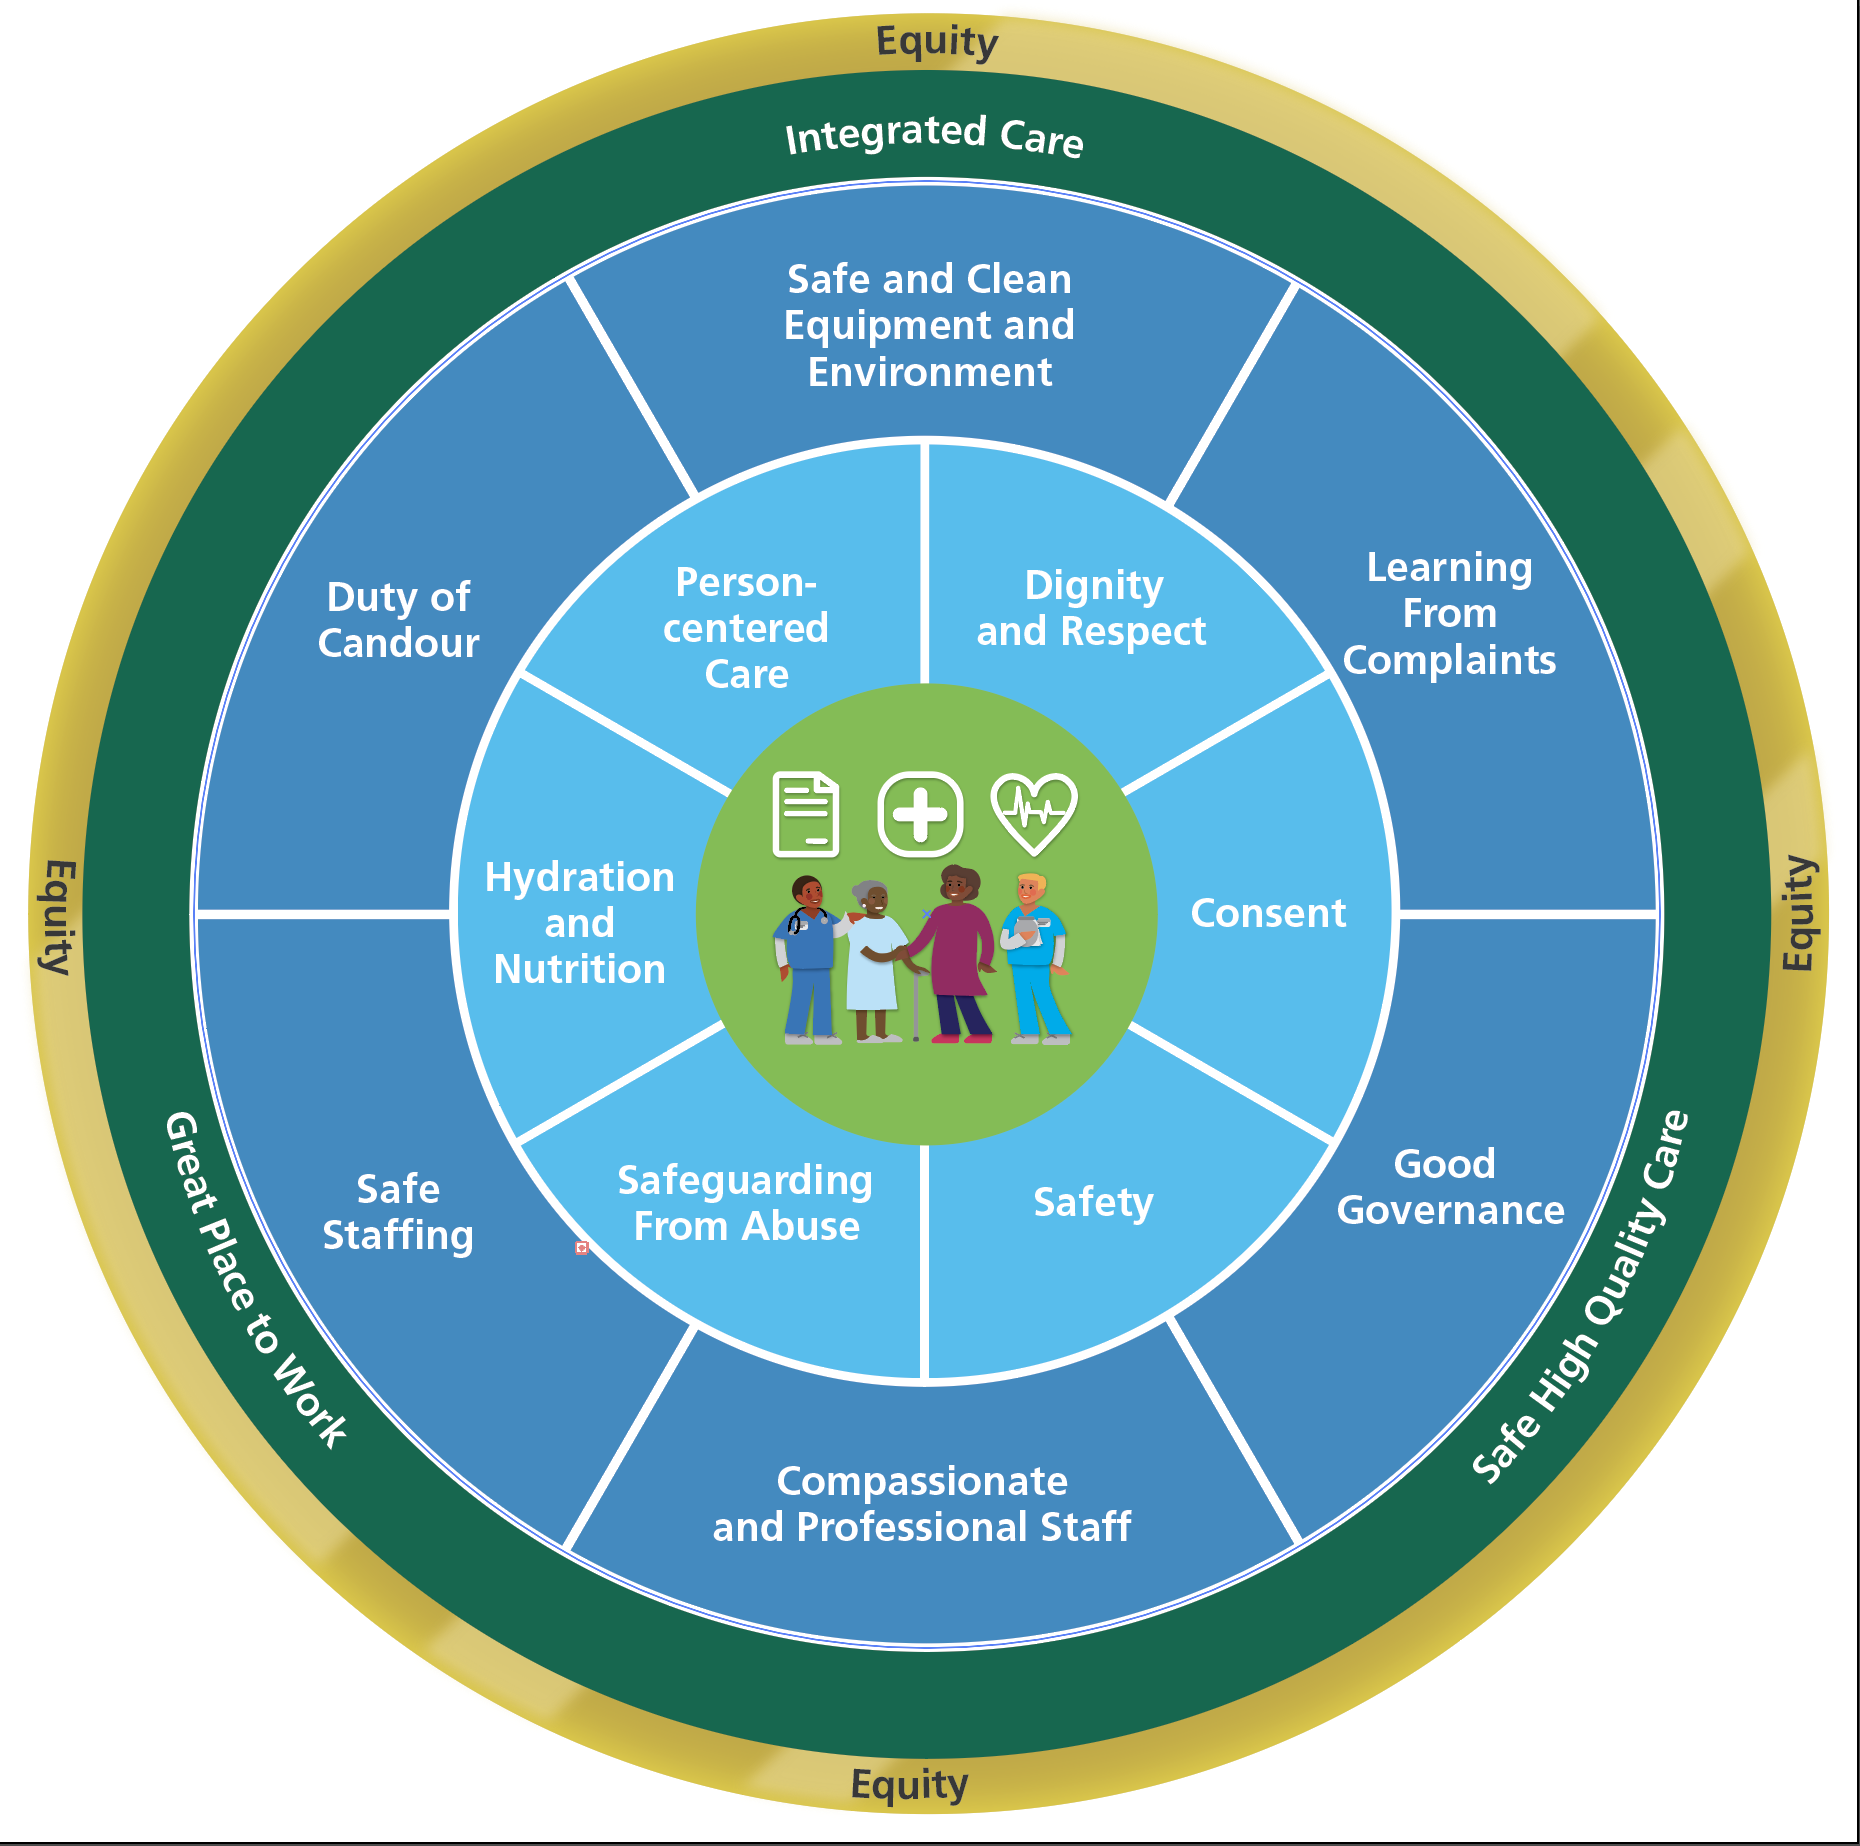 Equity
Integrated Care
Safe and Clean
Equipment and
Environment
Learning
From
Complaints
Good
Governance
Compassionate
and Professional Staff
Safe
Staffing
Duty of
Candour
Person-
centered
Care
Dignity
and Respect
Consent
Safety
Safeguarding
From Abuse
Hydration
and
Nutrition
Equity
Equity
Great Place to Work
Safe High Quality Care
Equity